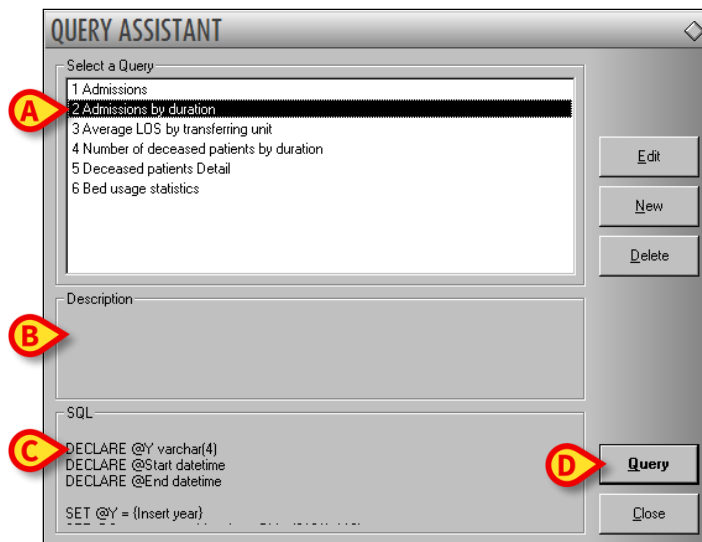 QUERY ASSISTANT
Select a Query
1 Admissions
2 Admissions by duration
3 Average LOS by transferring unit
4 Number of deceased patients by duration
5 Deceased patients Detail
6 Bed usage statistics
A
Edit
New
Delete
Description
B
SQL
C
DECLARE @Y varchar(4)
DECLARE @Start datetime
DECLARE @End datetime
SET @Y = {Insert year}
D
Query
Close